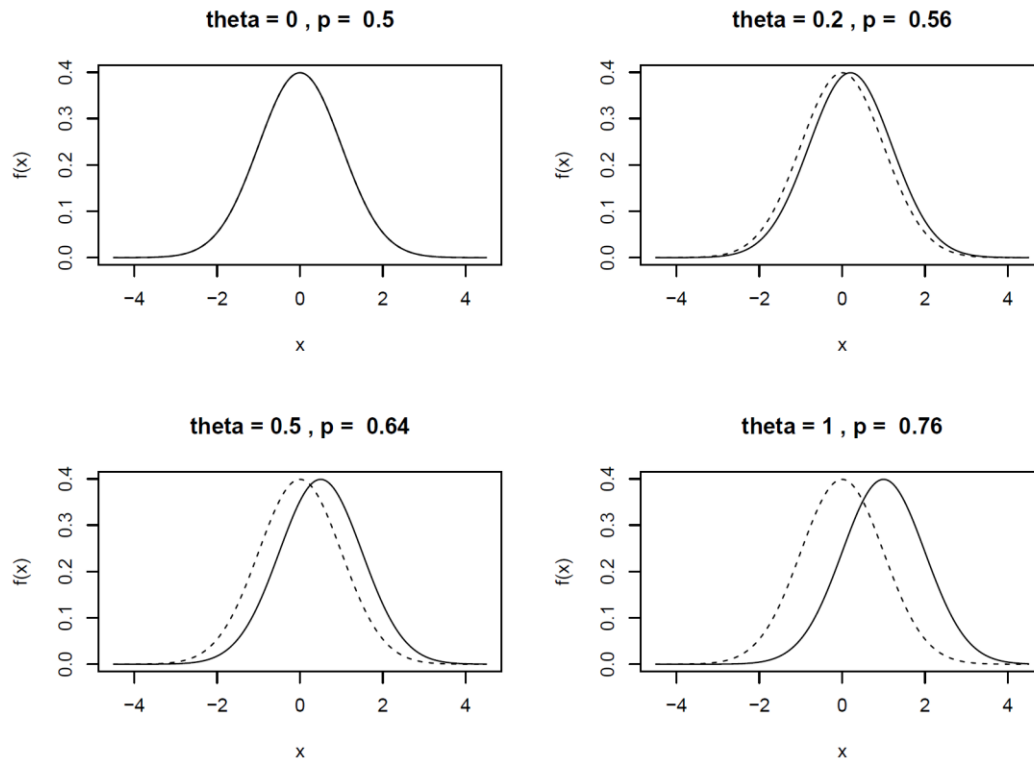 theta = 0 , p =  0.5
f(x)
0.4
0.3
0.2
0.1
0.0
−4 −2 0 2 4
x
theta = 0.2 , p =  0.56
f(x)
0.4
0.3
0.2
0.1
0.0
−4 −2 0 2 4
x
theta = 0.5 , p =  0.64
f(x)
0.4
0.3
0.2
0.1
0.0
−4 −2 0 2 4
x
theta = 1 , p =  0.76
f(x)
0.4
0.3
0.2
0.1
0.0
−4 −2 0 2 4
x